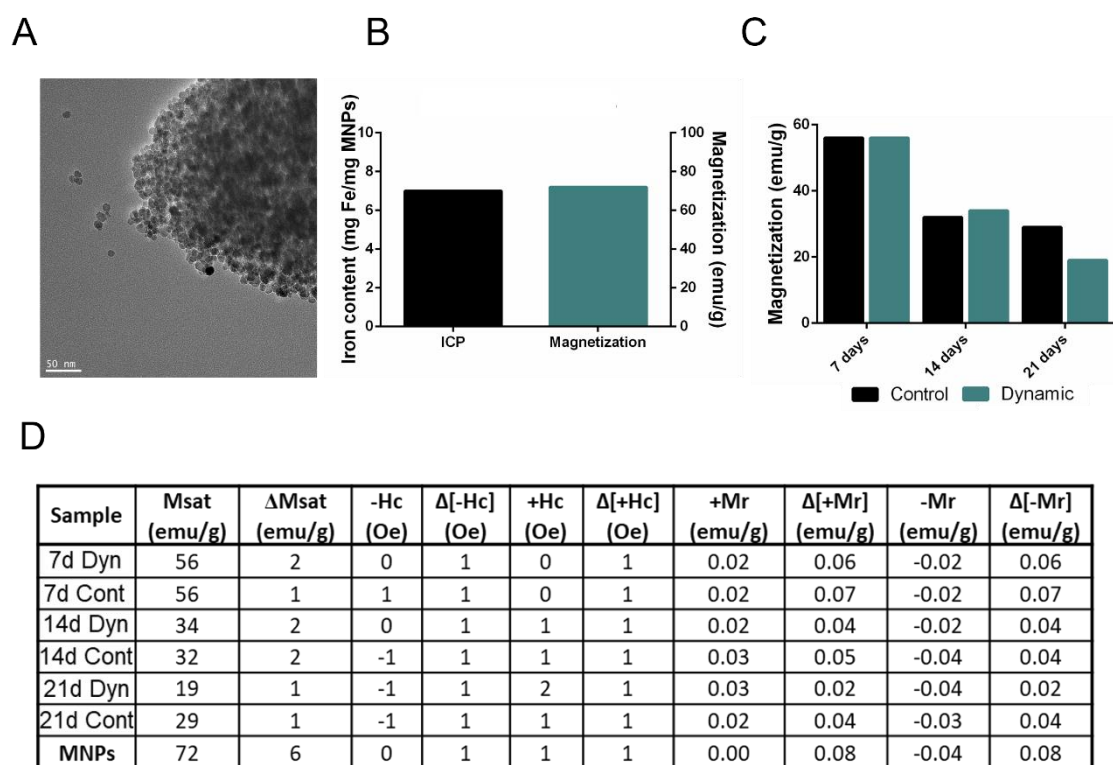 A
B
C
50 nm
Iron content (mg Fe/mg MNPs)
10
8
6
4
2
0
ICP
Magnetization
100
80
60
40
20
0
Magnetization (emu/g)
Magnetization (emu/g)
60
40
20
0
7 days
14 days
21 days
Control Dynamic
D
Sample Msat (emu/g) ΔMsat (emu/g) -Hc (Oe) Δ[-Hc] (Oe) +Hc (Oe) Δ[+Hc] (Oe) +Mr (emu/g) Δ[+Mr] (emu/g) -Mr (emu/g) Δ[-Mr] (emu/g)
7d Dyn 56 2 0 1 0 1 0.02 0.06 -0.02 0.06
7d Cont 56 1 1 1 0 1 0.02 0.07 -0.02 0.07
14d Dyn 34 2 0 1 1 1 0.02 0.04 -0.02 0.04
14d Cont 32 2 -1 1 1 1 0.03 0.05 -0.04 0.04
21d Dyn 19 1 -1 1 2 1 0.03 0.02 -0.04 0.02
21d Cont 29 1 -1 1 1 1 0.02 0.04 -0.03 0.04
MNPs 72 6 0 1 1 1 0.00 0.08 -0.04 0.08